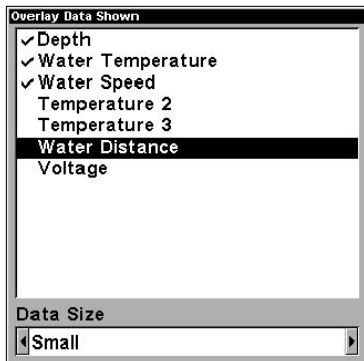 Overlay Data Shown
✓Depth
✓Water Temperature
✓Water Speed
Temperature 2
Temperature 3
Water Distance
Voltage
Data Size
Small